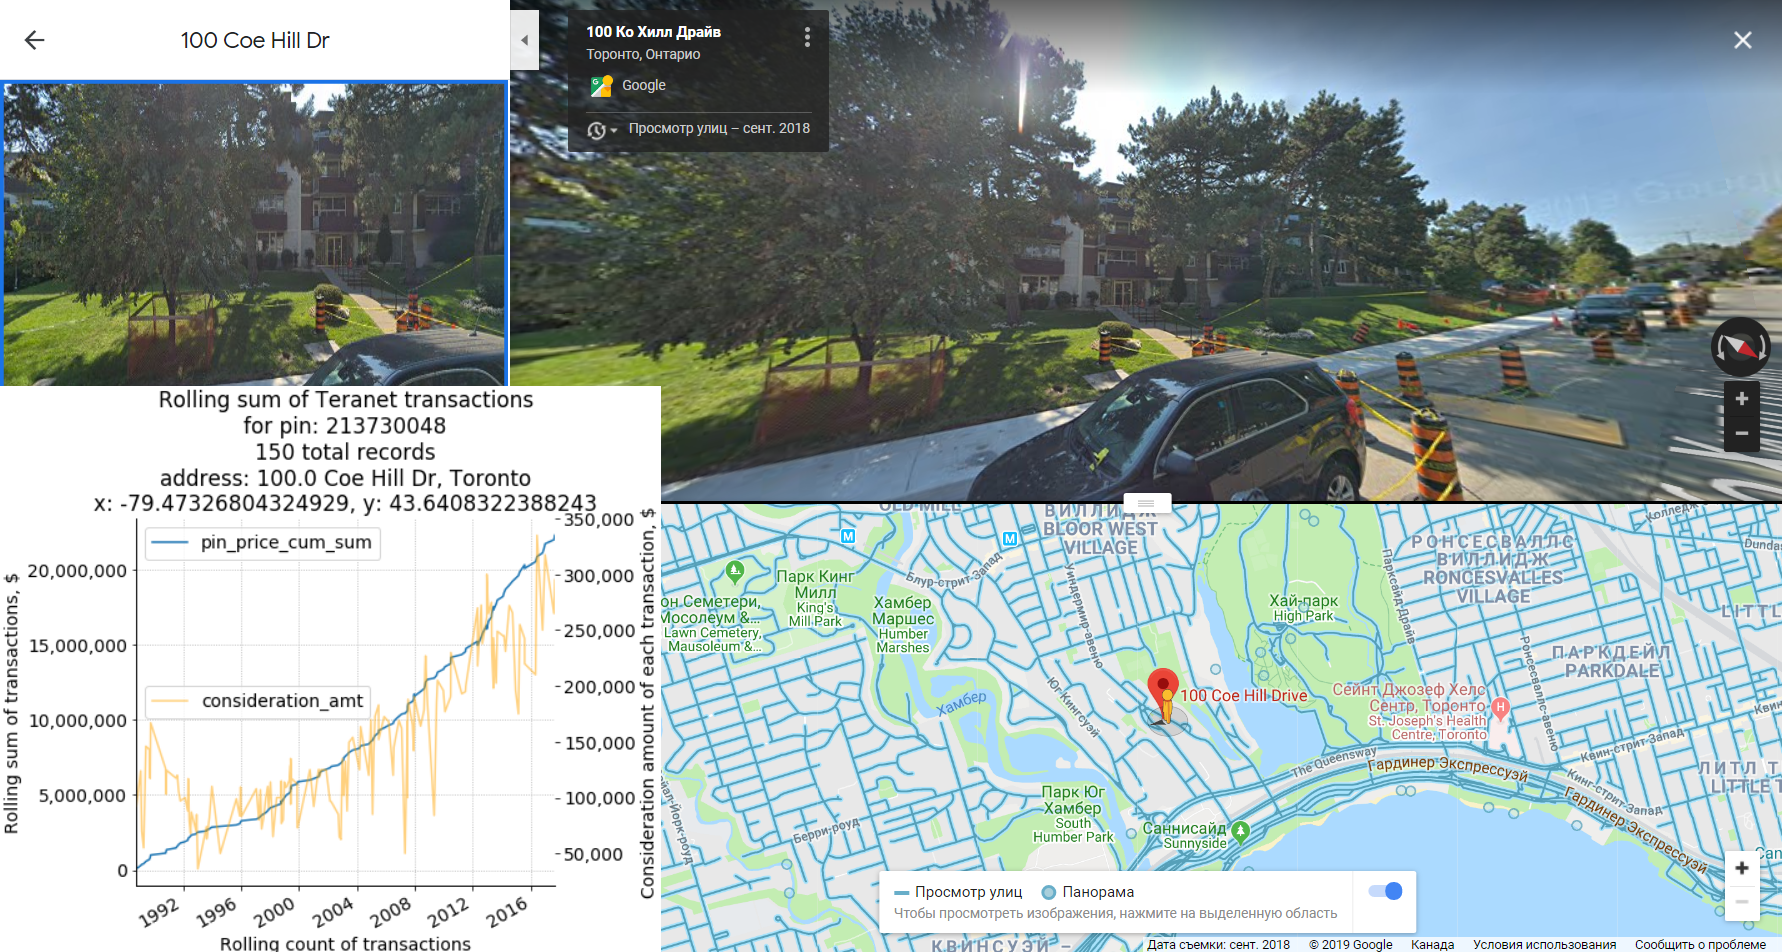 100 Coe Hill Dr
100 Ко Хилл Драйв
Торонто, Онтарио
Google
Просмотр улиц – сент. 2018
Rolling sum of Teranet transactions
for pin: 213730048
150 total records
address: 100.0 Coe Hill Dr, Toronto
x: -79.47326804324929, y: 43.6408322388243
pin_price_cum_sum
consideration_amt
Rolling sum of transactions, $
20,000,000
15,000,000
10,000,000
5,000,000
0
350,000
300,000
250,000
200,000
150,000
100,000
50,000
Consideration amount of each transaction, $
1992
1996
2000
2004
2008
2012
2016
Rolling count of transactions
OLD MILL
ВИЛЛИДЖ
BLOOR WEST
VILLAGE
M
M
Блур-стрит-Запад
Парк Кинг
Милл
King's
Mill Park
он Семетери,
Мосолеум &...
Lawn Cemetery,
Mausoleum &...
Хамбер
Маршес
Humber
Marshes
Уиндермир-авеню
Юг Кингсуэй
Хамбер
Хай-парк
High Park
Парксайд-Драйв
РОНСЕСВАЛЛС
ВИЛЛИДЖ
RONCESVALLES
VILLAGE
Колледж
Dunda
LITTL
ПАРКДЕЙЛ
PARKDALE
Ронсесваллс-авеню
100 Coe Hill Drive
Сейнт Джозеф Хелс
Сентр, Торонто
St. Joseph's Health
Centre, Toronto
H
Квин-стрит Запад
The Queensway
Гардинер Экспрессуэй
Кинг-стрит-Запад
Гардинер Экспрессуэй
ЛИТЛ Т
LITTLE T
Парк Юг
Хамбер
South
Humber Park
Берри-роуд
Саннисайд
Sunnyside
Просмотр улиц
Панорама
Чтобы просмотреть изображения, нажмите на выделенную область
КВИНСУЭЙ –
Дата съемки: сент. 2018
© 2019 Google
Канада
Условия использования
Сообщить о проблеме